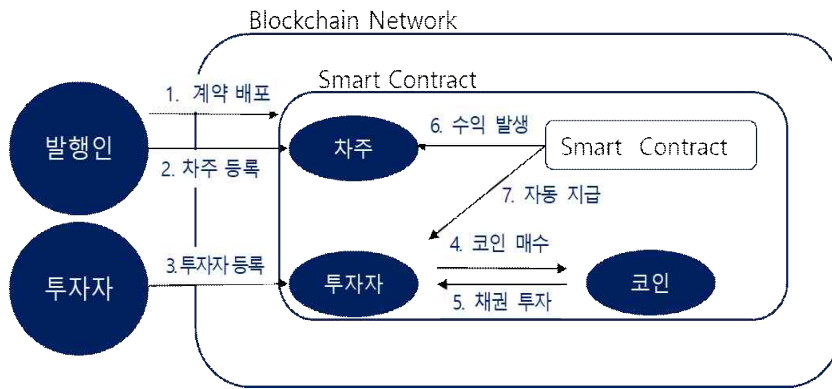 Blockchain Network
Smart Contract
1. 계약 배포
발행인
차주
6. 수익 발생
Smart Contract
2. 차주 등록
7. 자동 지급
4. 코인 매수
3.투자자 등록
투자자
투자자
코인
5. 채권 투자